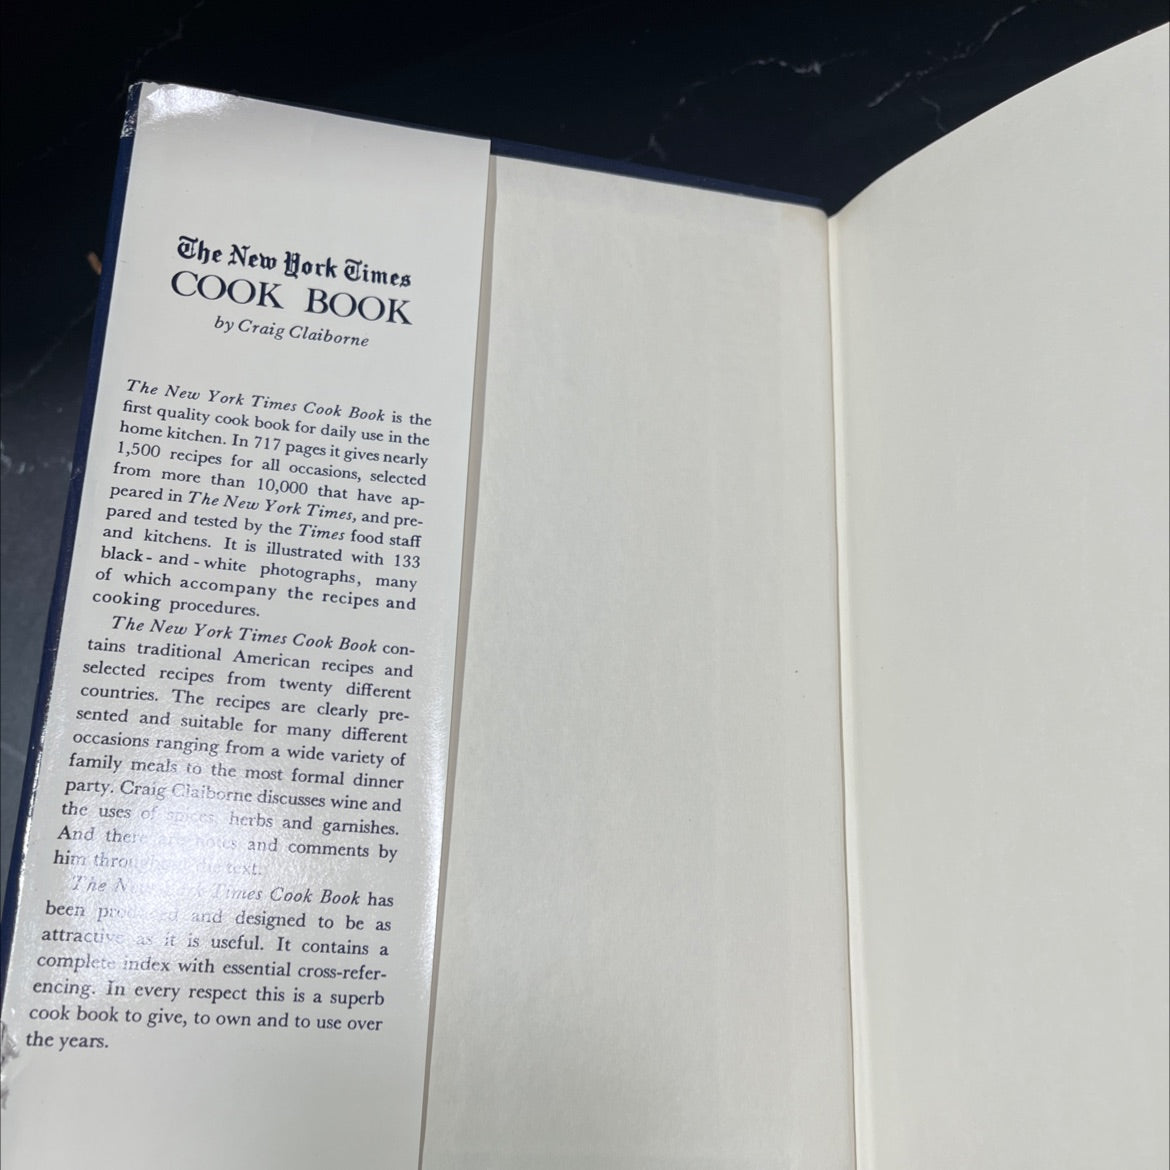 The New York Times
COOK BOOK
by Craig Claiborne
The New York Times Cook Book is the
first quality cook book for daily use in the
home kitchen. In 717 pages it gives nearly
1,500 recipes for all occasions, selected
from more than 10,000 that have ap-
peared in The New York Times, and pre-
pared and tested by the Times food staff
and kitchens. It is illustrated with 133
black - and - white photographs, many
of which accompany the recipes and
cooking procedures.
The New York Times Cook Book con-
tains traditional American recipes and
selected recipes from twenty different
countries. The recipes are clearly pre-
sented and suitable for many different
occasions ranging from a wide variety of
family meals to the most formal dinner
party. Craig Claiborne discusses wine and
the uses of spices, herbs and garnishes.
And there are notes and comments by
him throughout the text.
The New York Times Cook Book has
been produced and designed to be as
attractive as it is useful. It contains a
complete index with essential cross-refer-
encing. In every respect this is a superb
cook book to give, to own and to use over
the years.